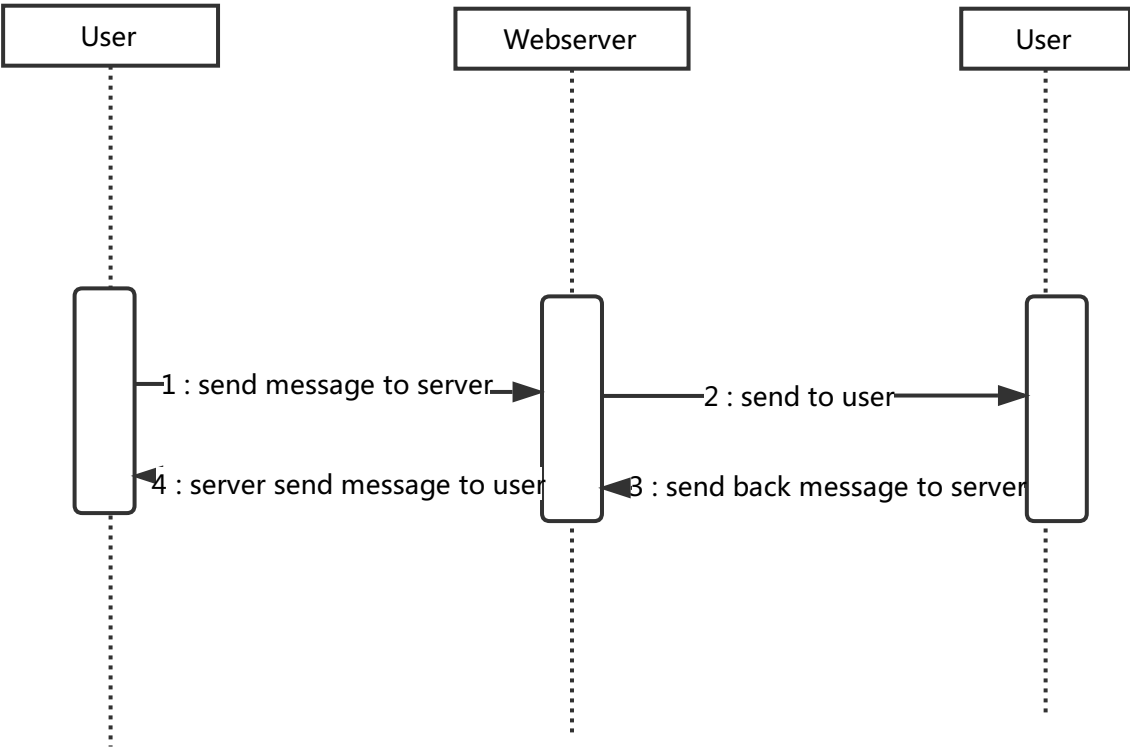 User
Webserver
User
1 : send message to server
2 : send to user
4 : server send message to user
3 : send back message to server